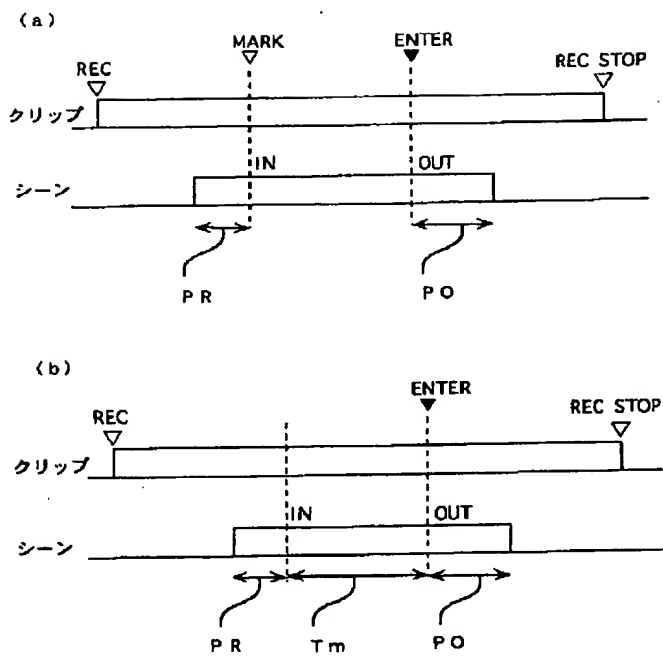 (a)
MARK ENTER
REC REC STOP
クリップ
IN OUT
シーン
PR PO
(b)
ENTER
REC REC STOP
クリップ
IN OUT
シーン
PR Tm PO